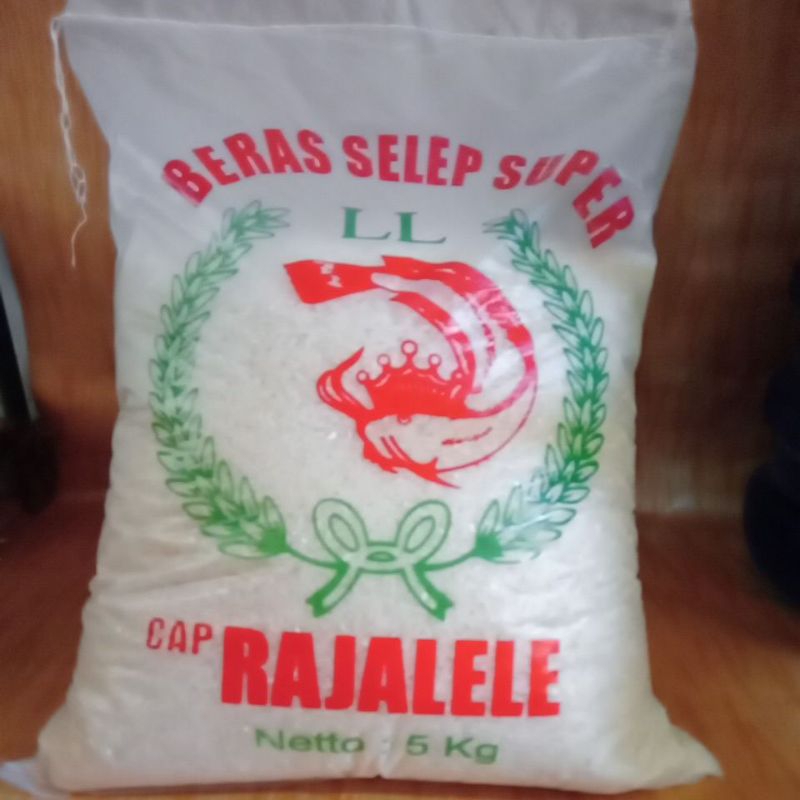 BERAS SELEP SUPER
LL
CAP RAJALELE
Netto : 5 Kg